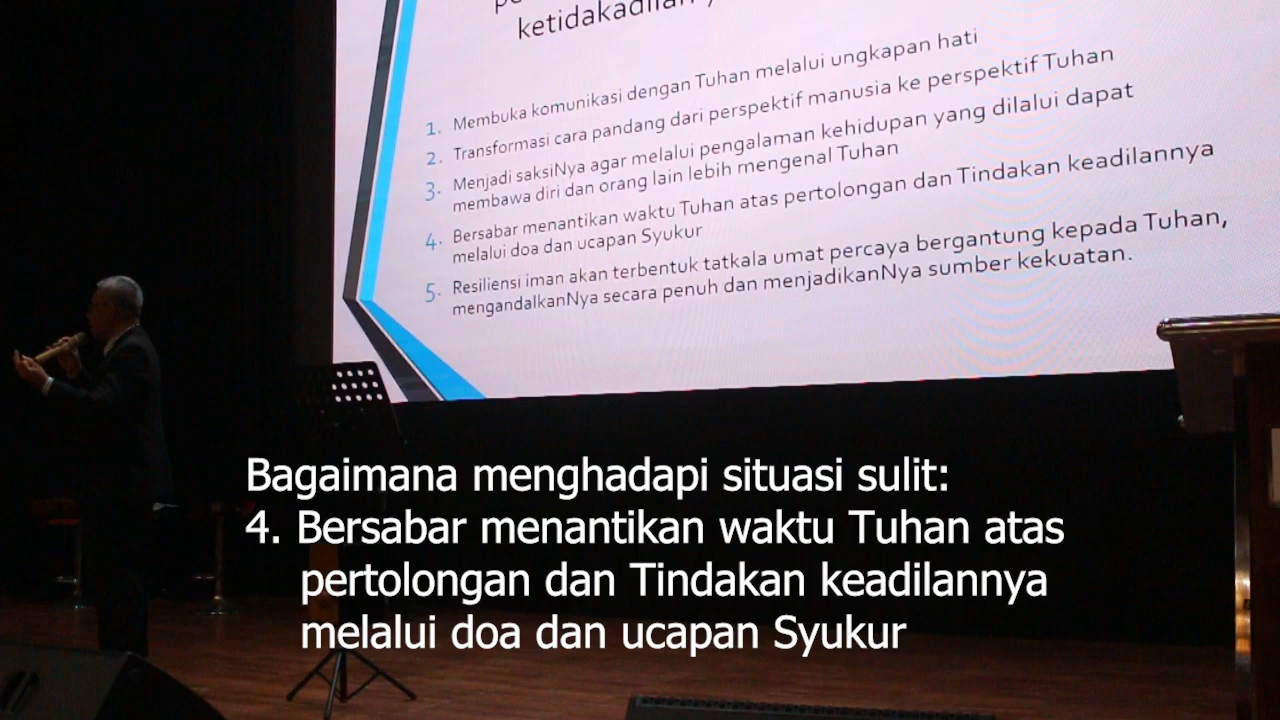 1. Membuka komunikasi dengan Tuhan melalui ungkapan hati
2. Transformasi cara pandang dari perspektif manusia ke perspektif Tuhan
3. Menjadi saksiNya agar melalui pengalaman kehidupan yang dilalui dapat
membawa diri dan orang lain lebih mengenal Tuhan
4. Bersabar menantikan waktu Tuhan atas pertolongan dan Tindakan keadilannya
melalui doa dan ucapan Syukur
5. Resiliensi iman akan terbentuk tatkala umat percaya bergantung kepada Tuhan,
mengandalkanNya secara penuh dan menjadikanNya sumber kekuatan.
Bagaimana menghadapi situasi sulit:
4. Bersabar menantikan waktu Tuhan atas
pertolongan dan Tindakan keadilannya
melalui doa dan ucapan Syukur